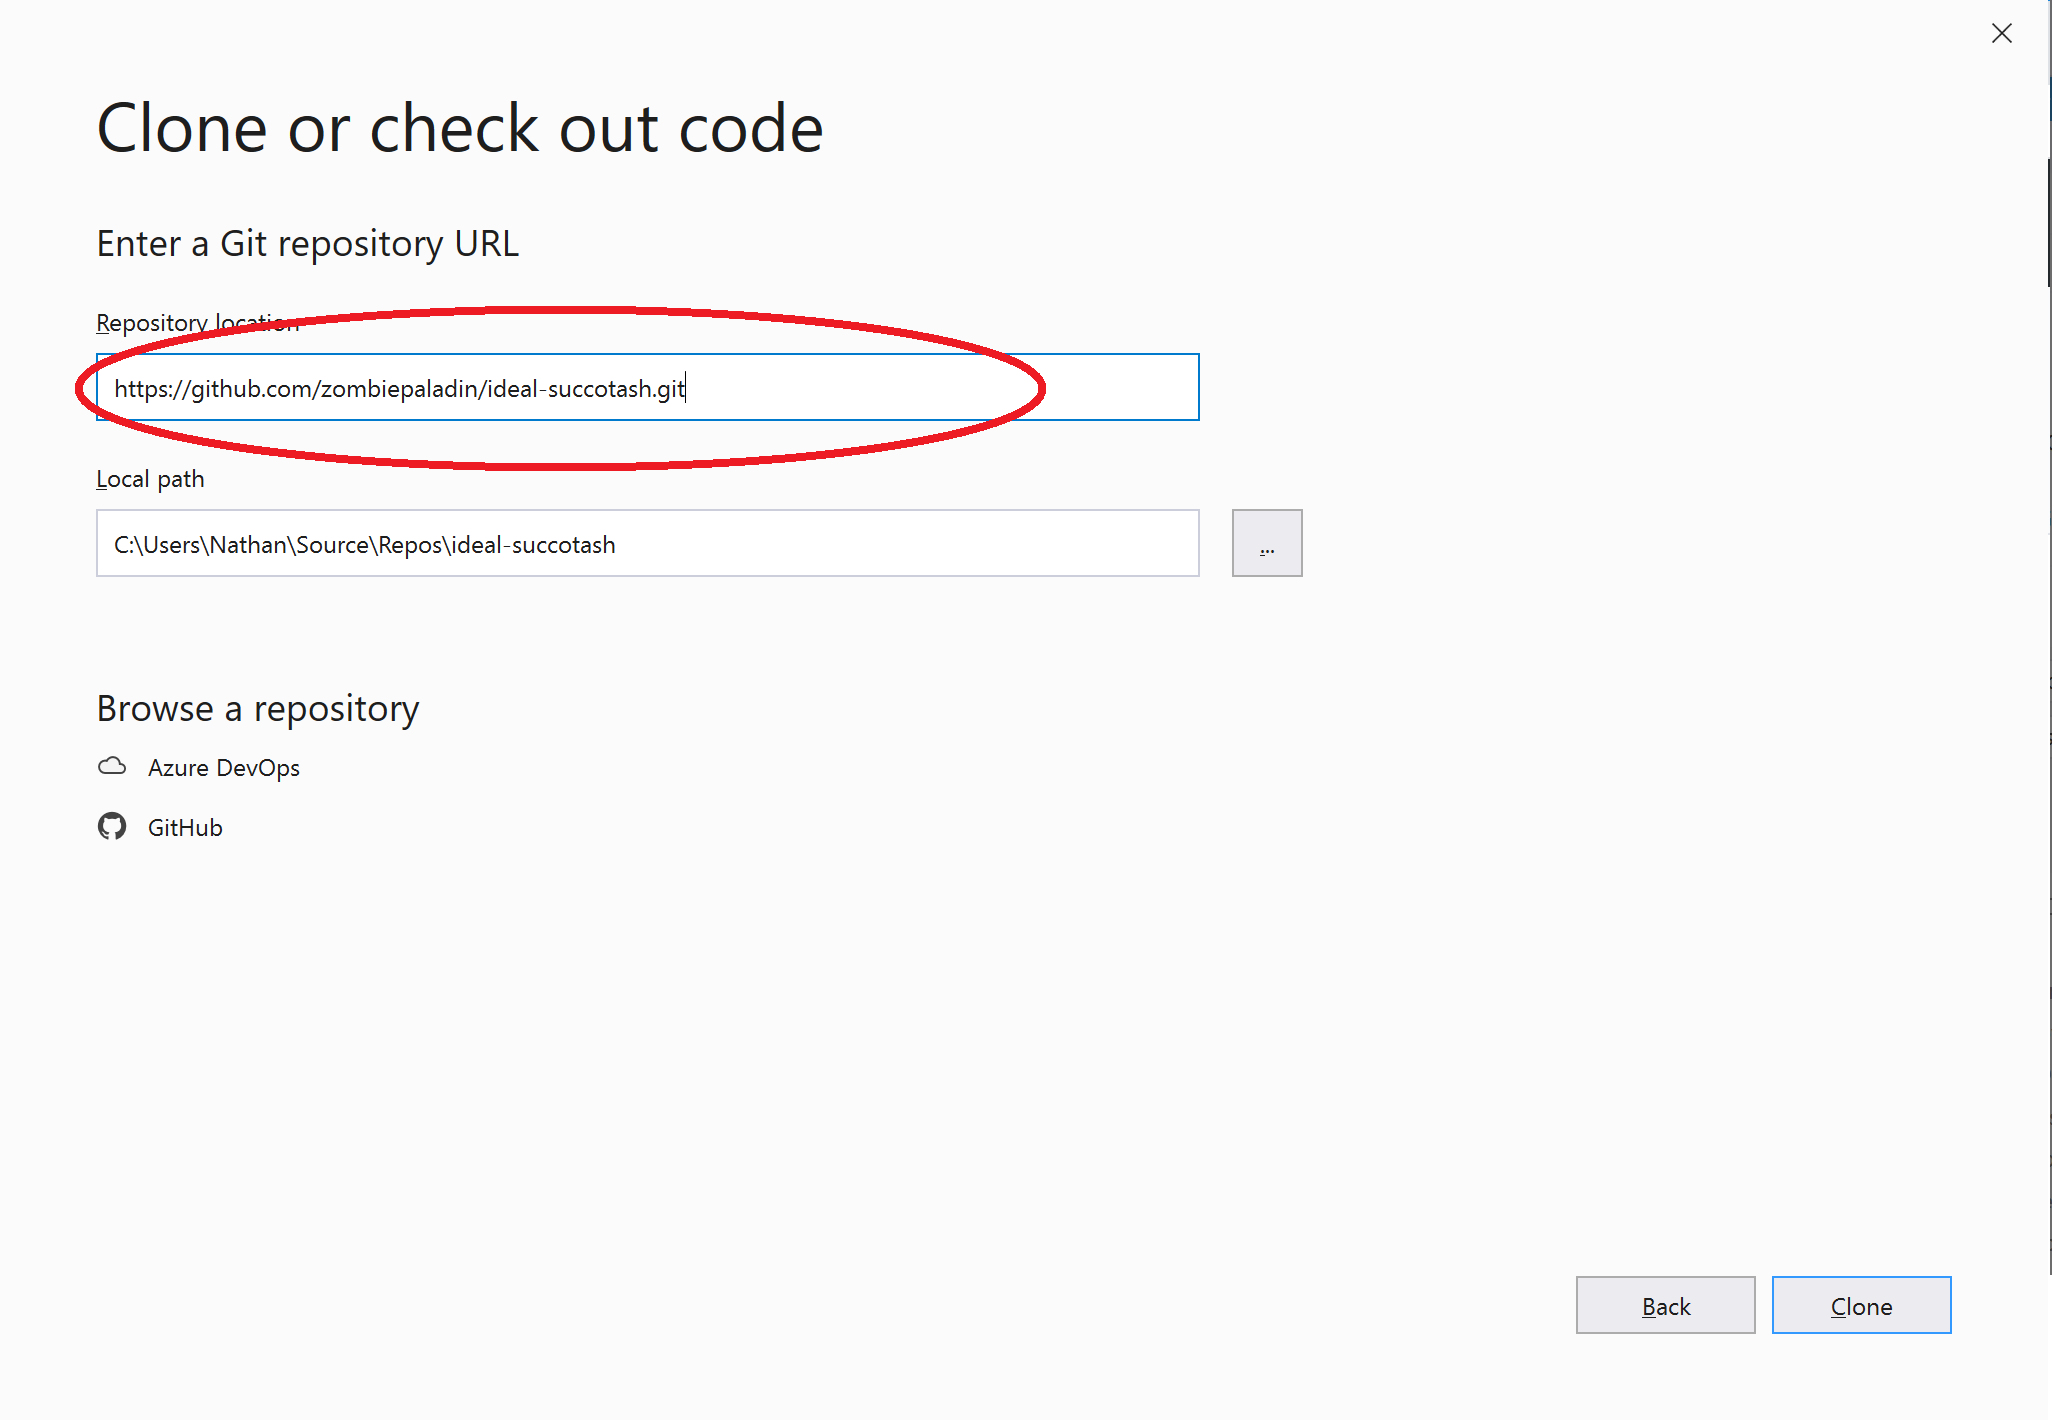 Clone or check out code
Enter a Git repository URL
Repository location
https://github.com/zombiepaladin/ideal-succotash.git
Local path
C:\Users\Nathan\Source\Repos\ideal-succotash
...
Browse a repository
Azure DevOps
GitHub
Back
Clone